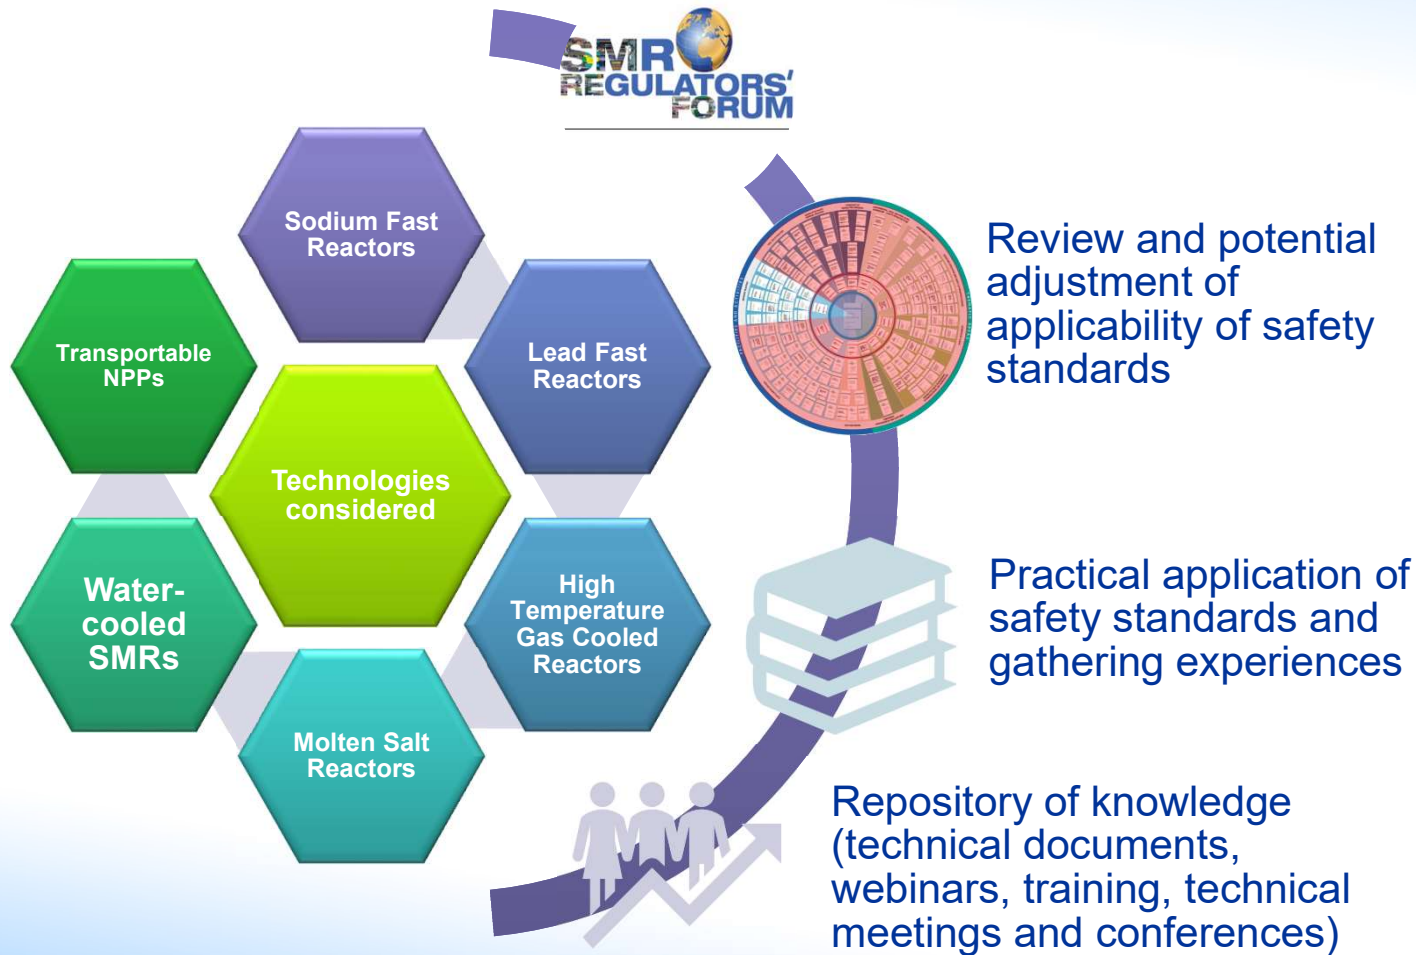 SMR
REGULATORS'
FORUM
Sodium Fast
Reactors
Transportable
NPPs
Lead Fast
Reactors
Technologies
considered
Water-
cooled
SMRs
High
Temperature
Gas Cooled
Reactors
Molten Salt
Reactors
Review and potential
adjustment of
applicability of safety
standards
Practical application of
safety standards and
gathering experiences
Repository of knowledge
(technical documents,
webinars, training, technical
meetings and conferences)